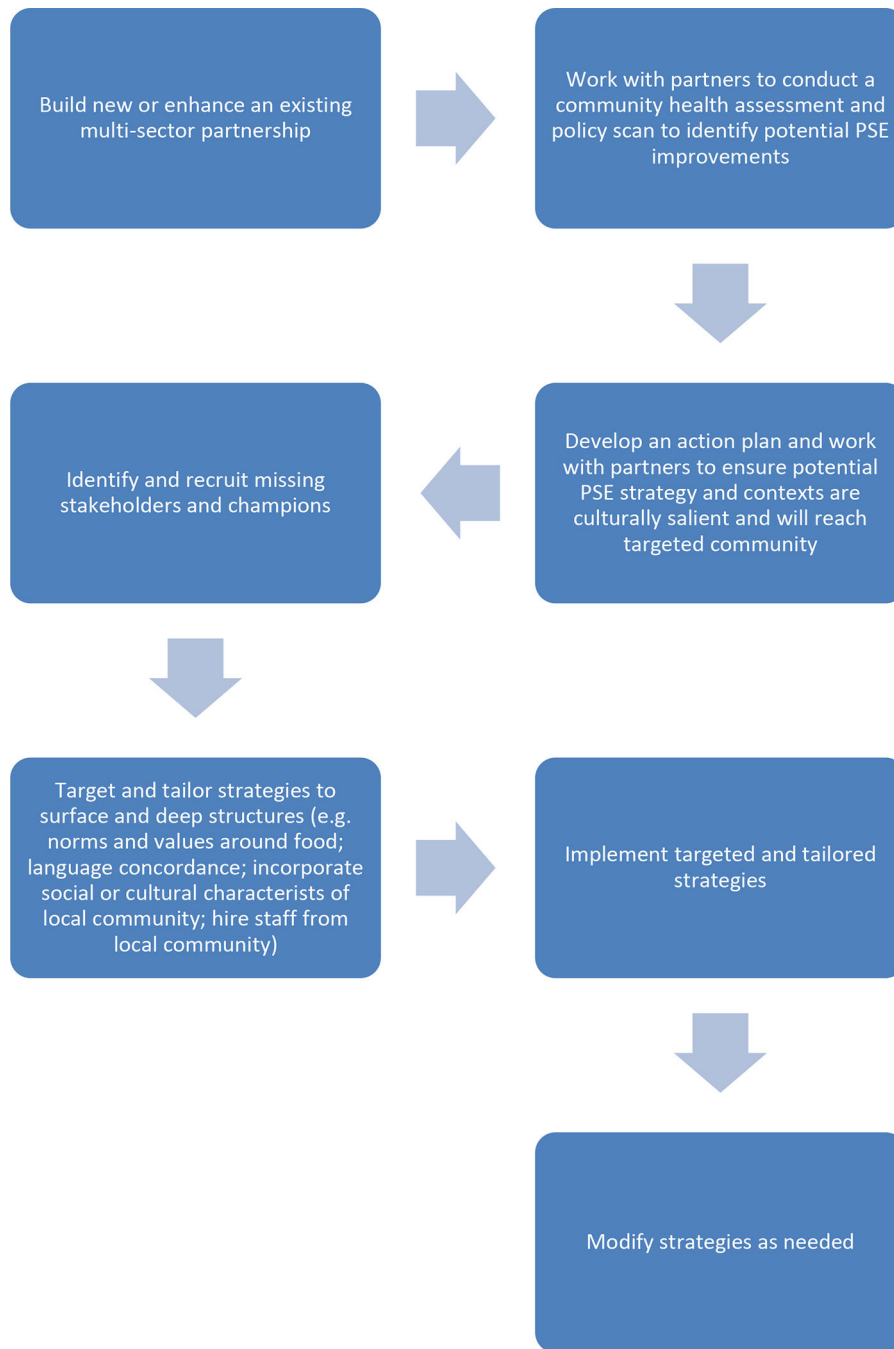 Build new or enhance an existing
multi-sector partnership
Work with partners to conduct a
community health assessment and
policy scan to identify potential PSE
improvements
Develop an action plan and work
with partners to ensure potential
PSE strategy and contexts are
culturally salient and will reach
targeted community
Identify and recruit missing
stakeholders and champions
Target and tailor strategies to
surface and deep structures (e.g.
norms and values around food;
language concordance; incorporate
social or cultural characterists of
local community; hire staff from
local community)
Implement targeted and tailored
strategies
Modify strategies as needed